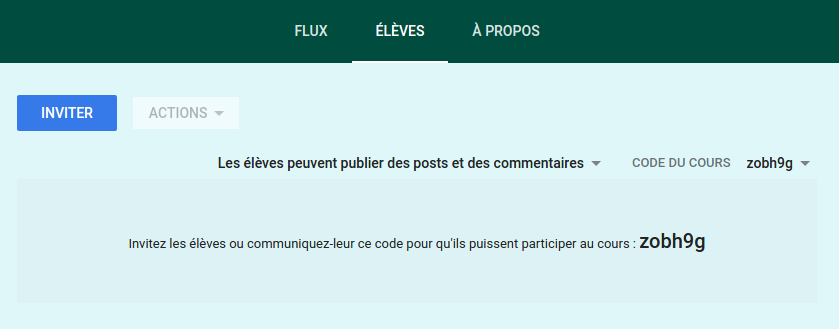 FLUX ÉLÈVES À PROPOS
INVITER ACTIONS
Les élèves peuvent publier des posts et des commentaires CODE DU COURS zobh9g
Invitez les élèves ou communiquez-leur ce code pour qu'ils puissent participer au cours : zobh9g